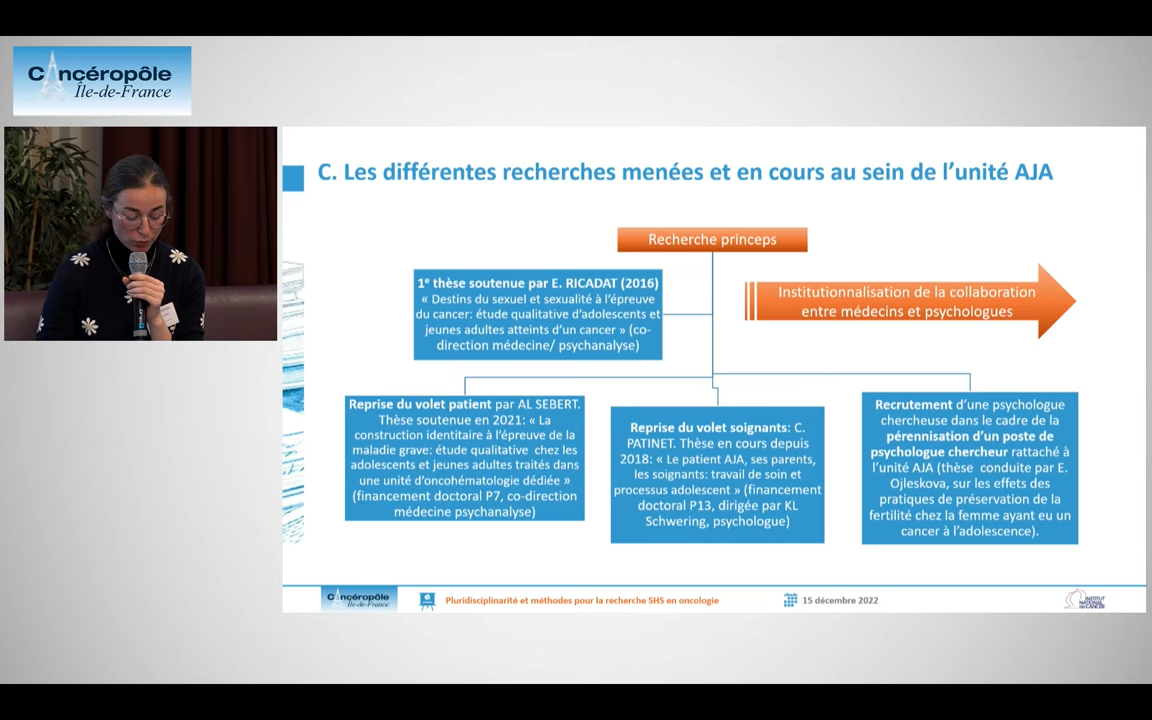 Cancéropôle
Île-de-France
C. Les différentes recherches menées et en cours au sein de l’unité AJA
Recherche princeps
1e thèse soutenue par E. RICADAT (2016)
« Destins du sexuel et sexualité à l’épreuve
du cancer: étude qualitative d’adolescents et
jeunes adultes atteints d’un cancer » (co-
direction médecine/ psychanalyse)
Institutionnalisation de la collaboration
entre médecins et psychologues
Reprise du volet patient par AL SEBERT.
Thèse soutenue en 2021: « La
construction identitaire à l’épreuve de la
maladie grave: étude qualitative chez les
adolescents et jeunes adultes traités dans
une unité d’oncohématologie dédiée »
(financement doctoral P7, co-direction
médecine psychanalyse)
Reprise du volet soignants: C.
PATINET. Thèse en cours depuis
2018: « Le patient AJA, ses parents,
les soignants: travail de soin et
processus adolescent » (financement
doctoral P13, dirigée par KL
Schwering, psychologue)
Recrutement d’une psychologue
chercheuse dans le cadre de la
pérennisation d’un poste de
psychologue chercheur rattaché à
l’unité AJA (thèse conduite par E.
Ojleskova, sur les effets des
pratiques de préservation de la
fertilité chez la femme ayant eu un
cancer à l’adolescence).
Cancéropôle
Île-de-France
Pluridisciplinarité et méthodes pour la recherche SHS en oncologie
15 décembre 2022
INSTITUT
NATIONAL
DU CANCER